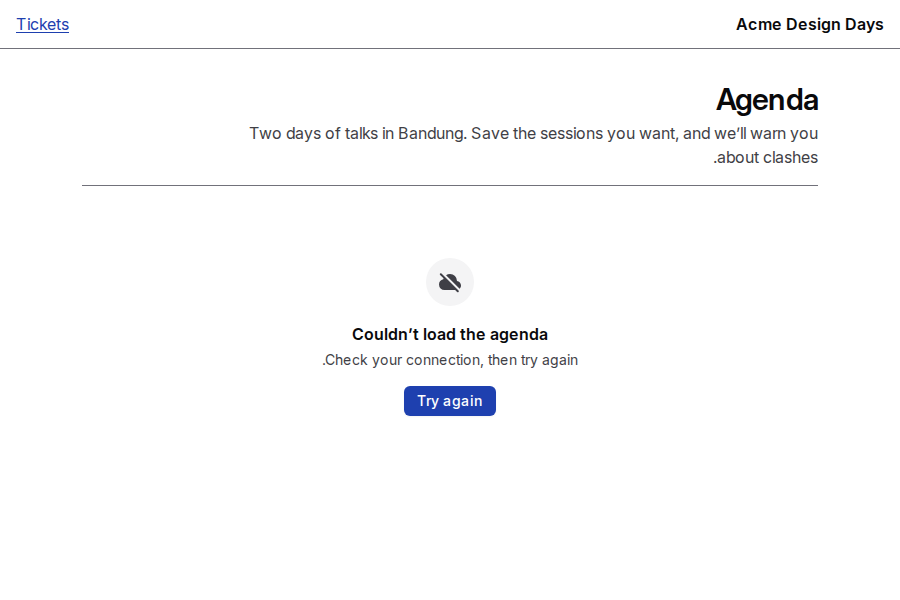 Acme Design Days
Tickets
Agenda
Two days of talks in Bandung. Save the sessions you want, and we’ll warn you
about clashes.
Couldn’t load the agenda
Check your connection, then try again.
Try again